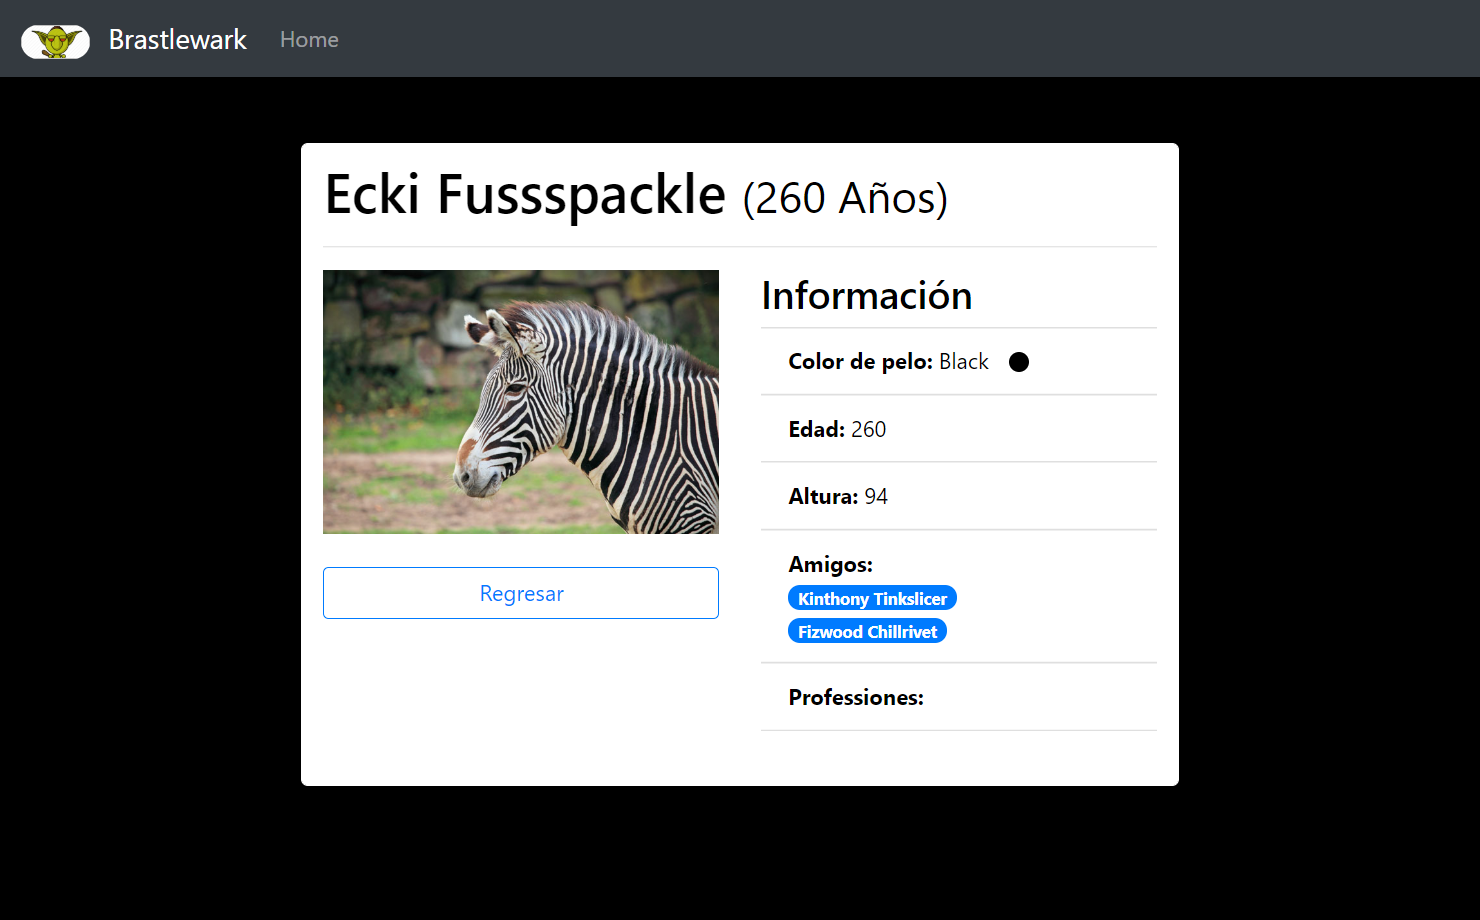 Brastlewark Home
Ecki Fussspackle (260 Años)
Información
Color de pelo: Black
Edad: 260
Altura: 94
Amigos:
Kinthony Tinkslicer
Fizwood Chillrivet
Professiones:
Regresar